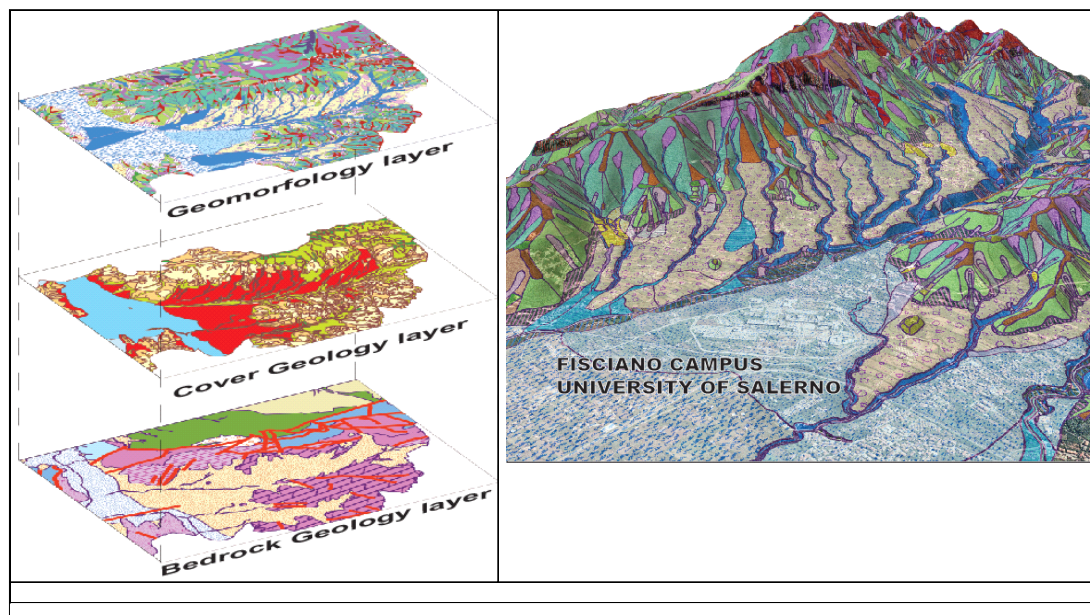 Geomorfology layer
Cover Geology layer
Bedrock Geology layer
FISCIANO CAMPUS
UNIVERSITY OF SALERNO